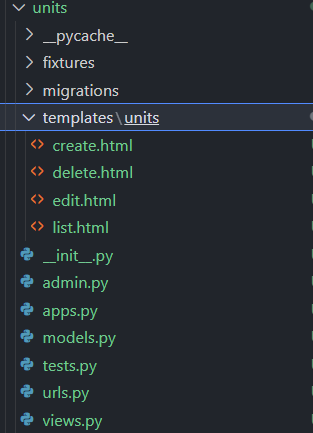 units
__pycache__
fixtures
migrations
templates\units
create.html
delete.html
edit.html
list.html
__init__.py
admin.py
apps.py
models.py
tests.py
urls.py
views.py